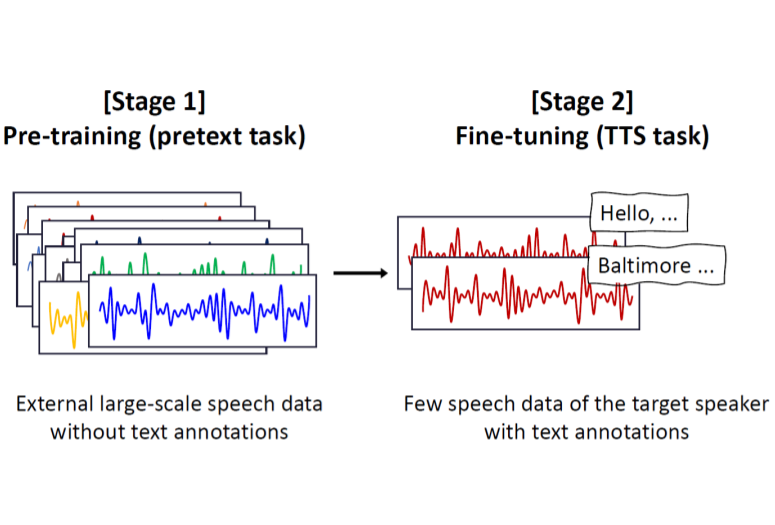 [Stage 1]
Pre-training (pretext task)
[Stage 2]
Fine-tuning (TTS task)
Hello, ...
Baltimore ...
External large-scale speech data
without text annotations
Few speech data of the target speaker
with text annotations